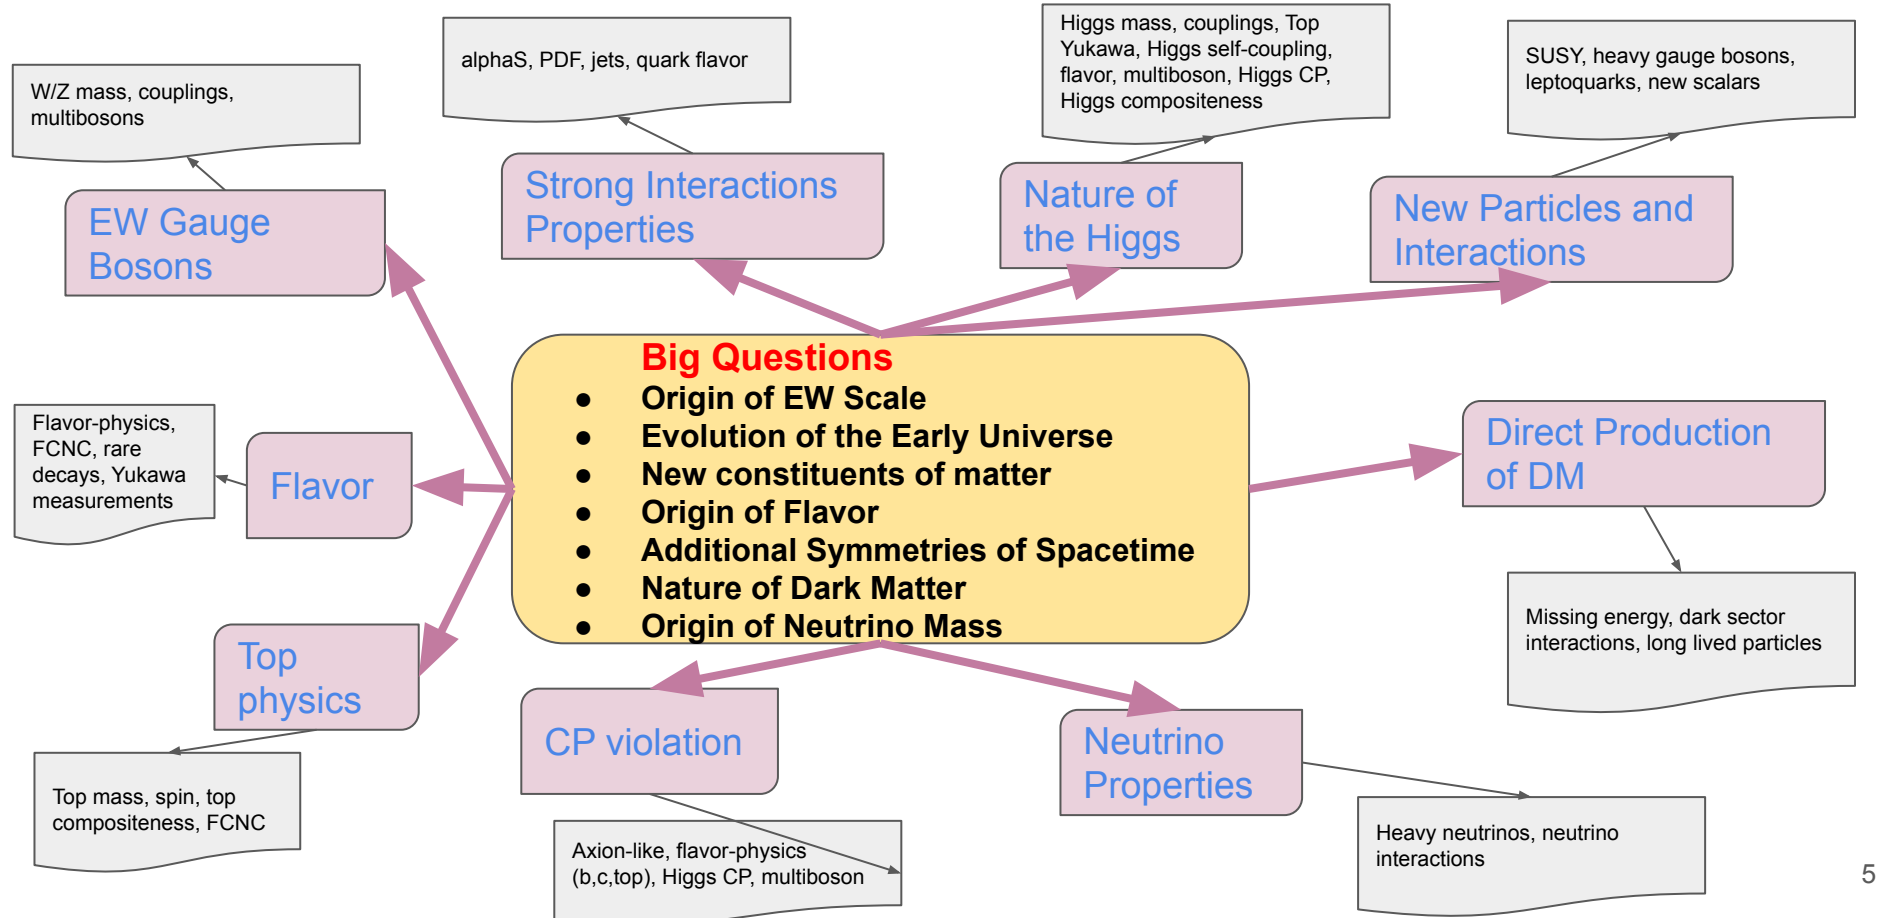 W/Z mass, couplings,
multibosons
alphaS, PDF, jets, quark flavor
Higgs mass, couplings, Top
Yukawa, Higgs self-coupling,
flavor, multiboson, Higgs CP,
Higgs compositeness
SUSY, heavy gauge bosons,
leptoquarks, new scalars
EW Gauge
Bosons
Strong Interactions
Properties
Nature of
the Higgs
New Particles and
Interactions
Big Questions
● Origin of EW Scale
● Evolution of the Early Universe
● New constituents of matter
● Origin of Flavor
● Additional Symmetries of Spacetime
● Nature of Dark Matter
● Origin of Neutrino Mass
Flavor-physics,
FCNC, rare
decays, Yukawa
measurements
Flavor
Direct Production
of DM
Missing energy, dark sector
interactions, long lived particles
Top
physics
Top mass, spin, top
compositeness, FCNC
CP violation
Axion-like, flavor-physics
(b,c,top), Higgs CP, multiboson
Neutrino
Properties
Heavy neutrinos, neutrino
interactions
5